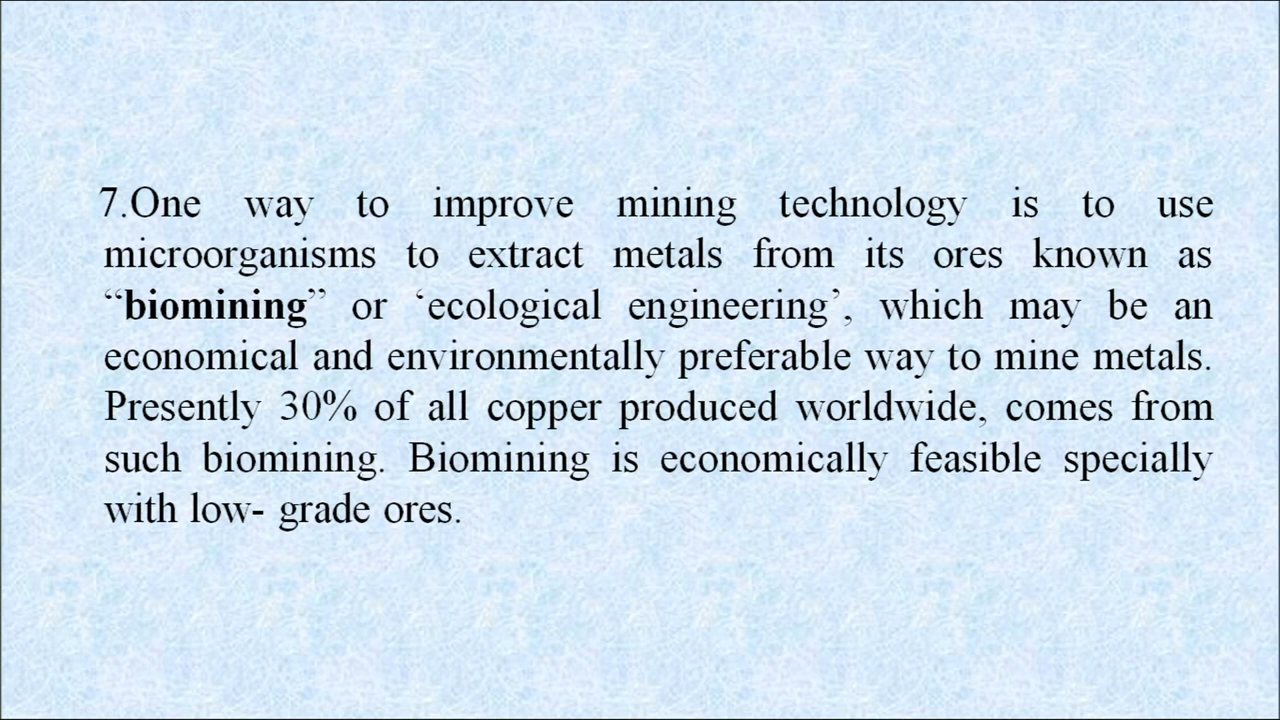 7.One way to improve mining technology is to use
microorganisms to extract metals from its ores known as
“biomining” or ‘ecological engineering’, which may be an
economical and environmentally preferable way to mine metals.
Presently 30% of all copper produced worldwide, comes from
such biomining. Biomining is economically feasible specially
with low- grade ores.